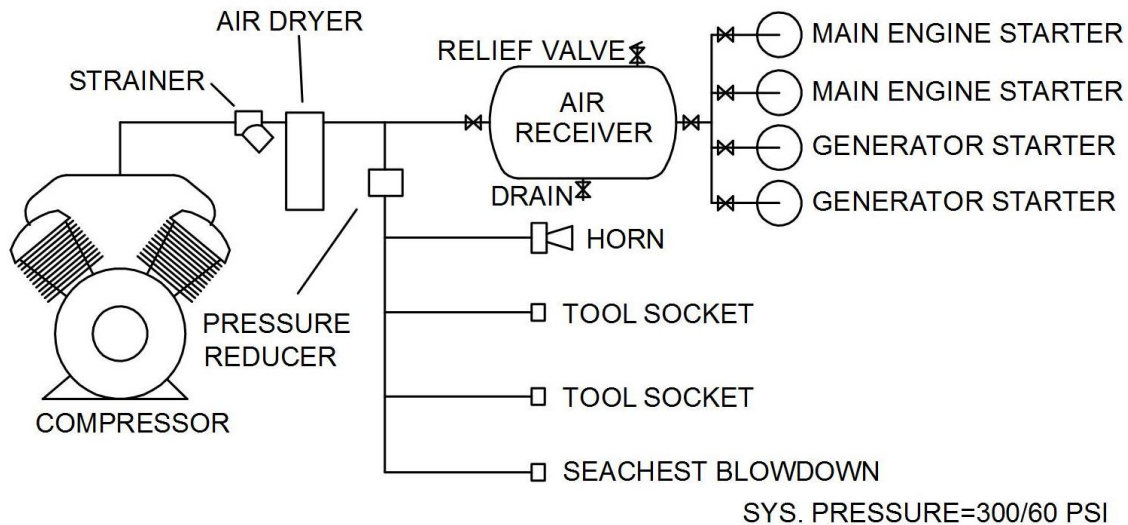 AIR DRYER
STRAINER
RELIEF VALVE
AIR
RECEIVER
DRAIN
MAIN ENGINE STARTER
MAIN ENGINE STARTER
GENERATOR STARTER
GENERATOR STARTER
HORN
PRESSURE
REDUCER
TOOL SOCKET
TOOL SOCKET
COMPRESSOR
SEACHEST BLOWDOWN
SYS. PRESSURE=300/60 PSI